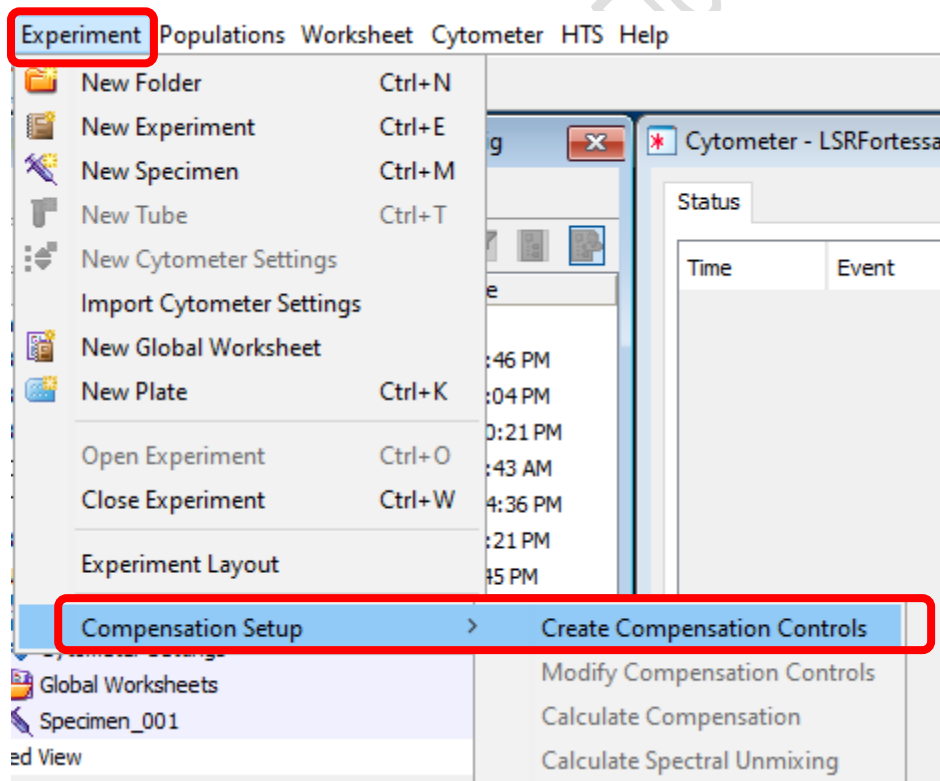 Experiment Populations Worksheet Cytometer HTS Help
New Folder Ctrl+N
New Experiment Ctrl+E
New Specimen Ctrl+M
New Tube Ctrl+T
New Cytometer Settings
Import Cytometer Settings
New Global Worksheet
New Plate Ctrl+K
Open Experiment Ctrl+O
Close Experiment Ctrl+W
Experiment Layout
Compensation Setup >
Create Compensation Controls
Modify Compensation Controls
Calculate Compensation
Calculate Spectral Unmixing
ig
e
:46 PM
:04 PM
0:21 PM
:43 AM
4:36 PM
:21 PM
45 PM
Cytometer - LSRFortessa
Status
Time Event
Global Worksheets
Specimen_001
ed View